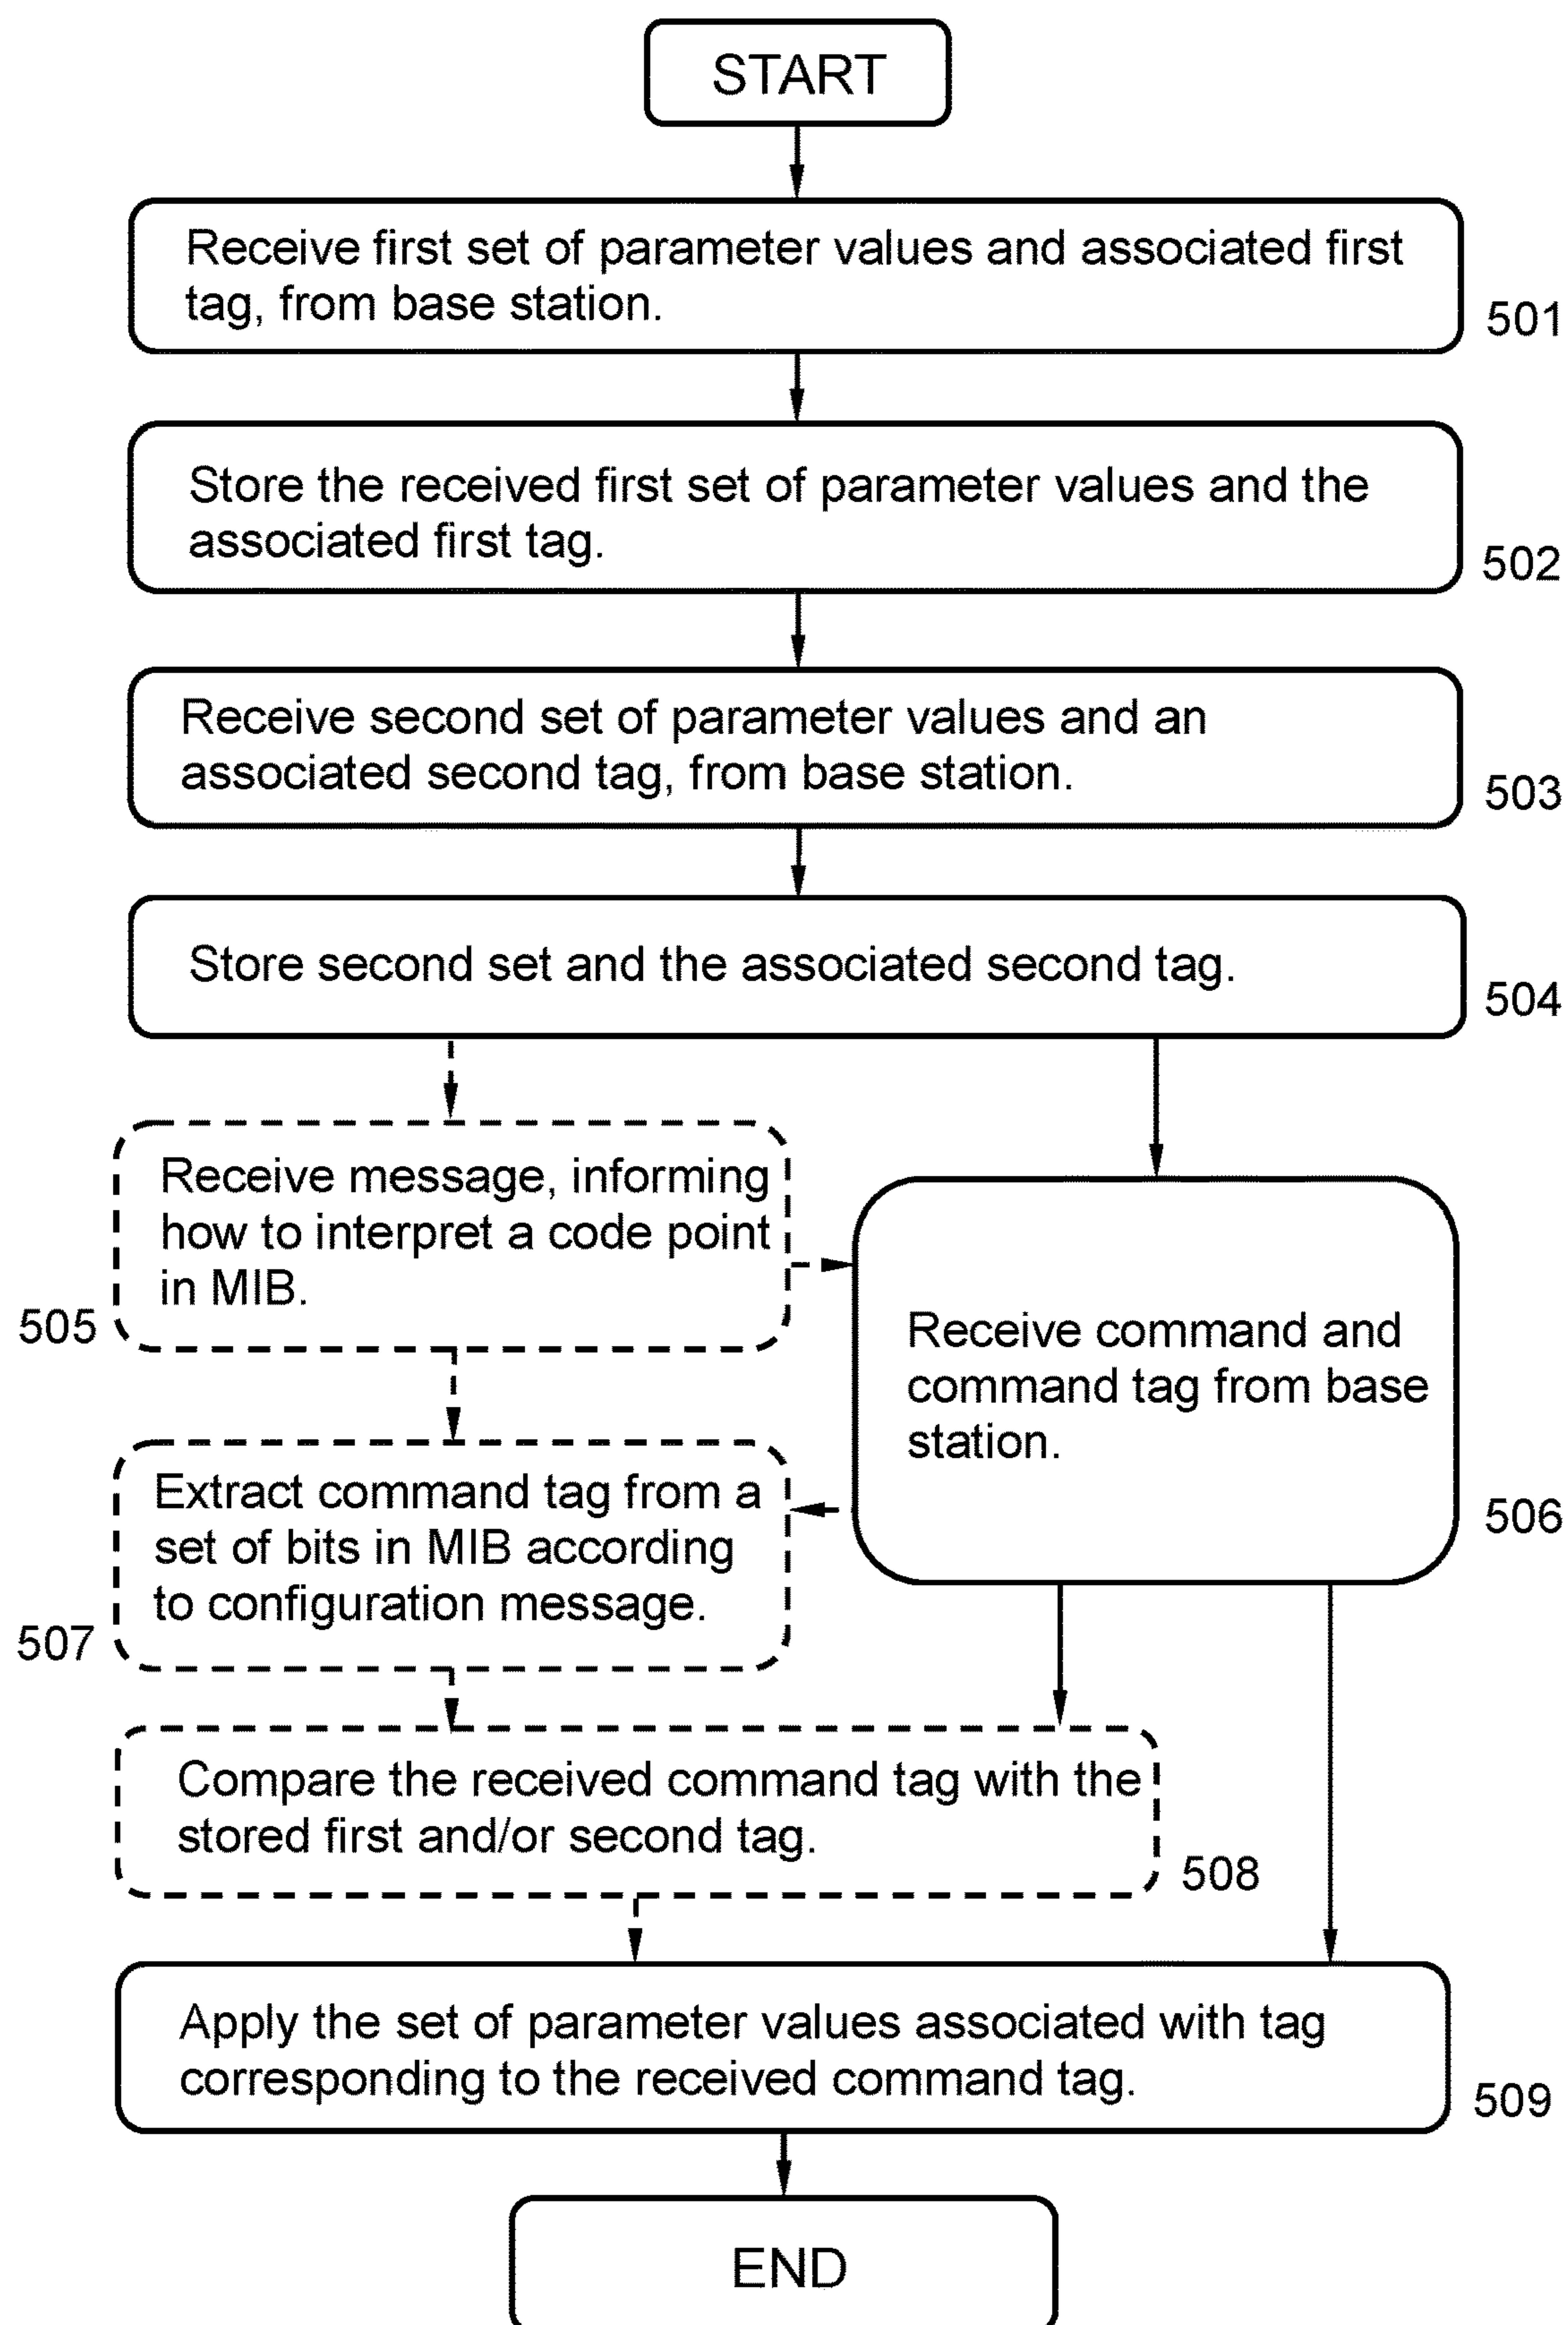 START
Receive first set of parameter values and associated first
tag, from base station.
501
Store the received first set of parameter values and the
associated first tag.
502
Receive second set of parameter values and an
associated second tag, from base station.
503
Store second set and the associated second tag.
504
Receive message, informing
how to interpret a code point
in MIB.
505
Receive command and
command tag from base
station.
506
Extract command tag from a
set of bits in MIB according
to configuration message.
507
Compare the received command tag with the
stored first and/or second tag.
508
Apply the set of parameter values associated with tag
corresponding to the received command tag.
509
END